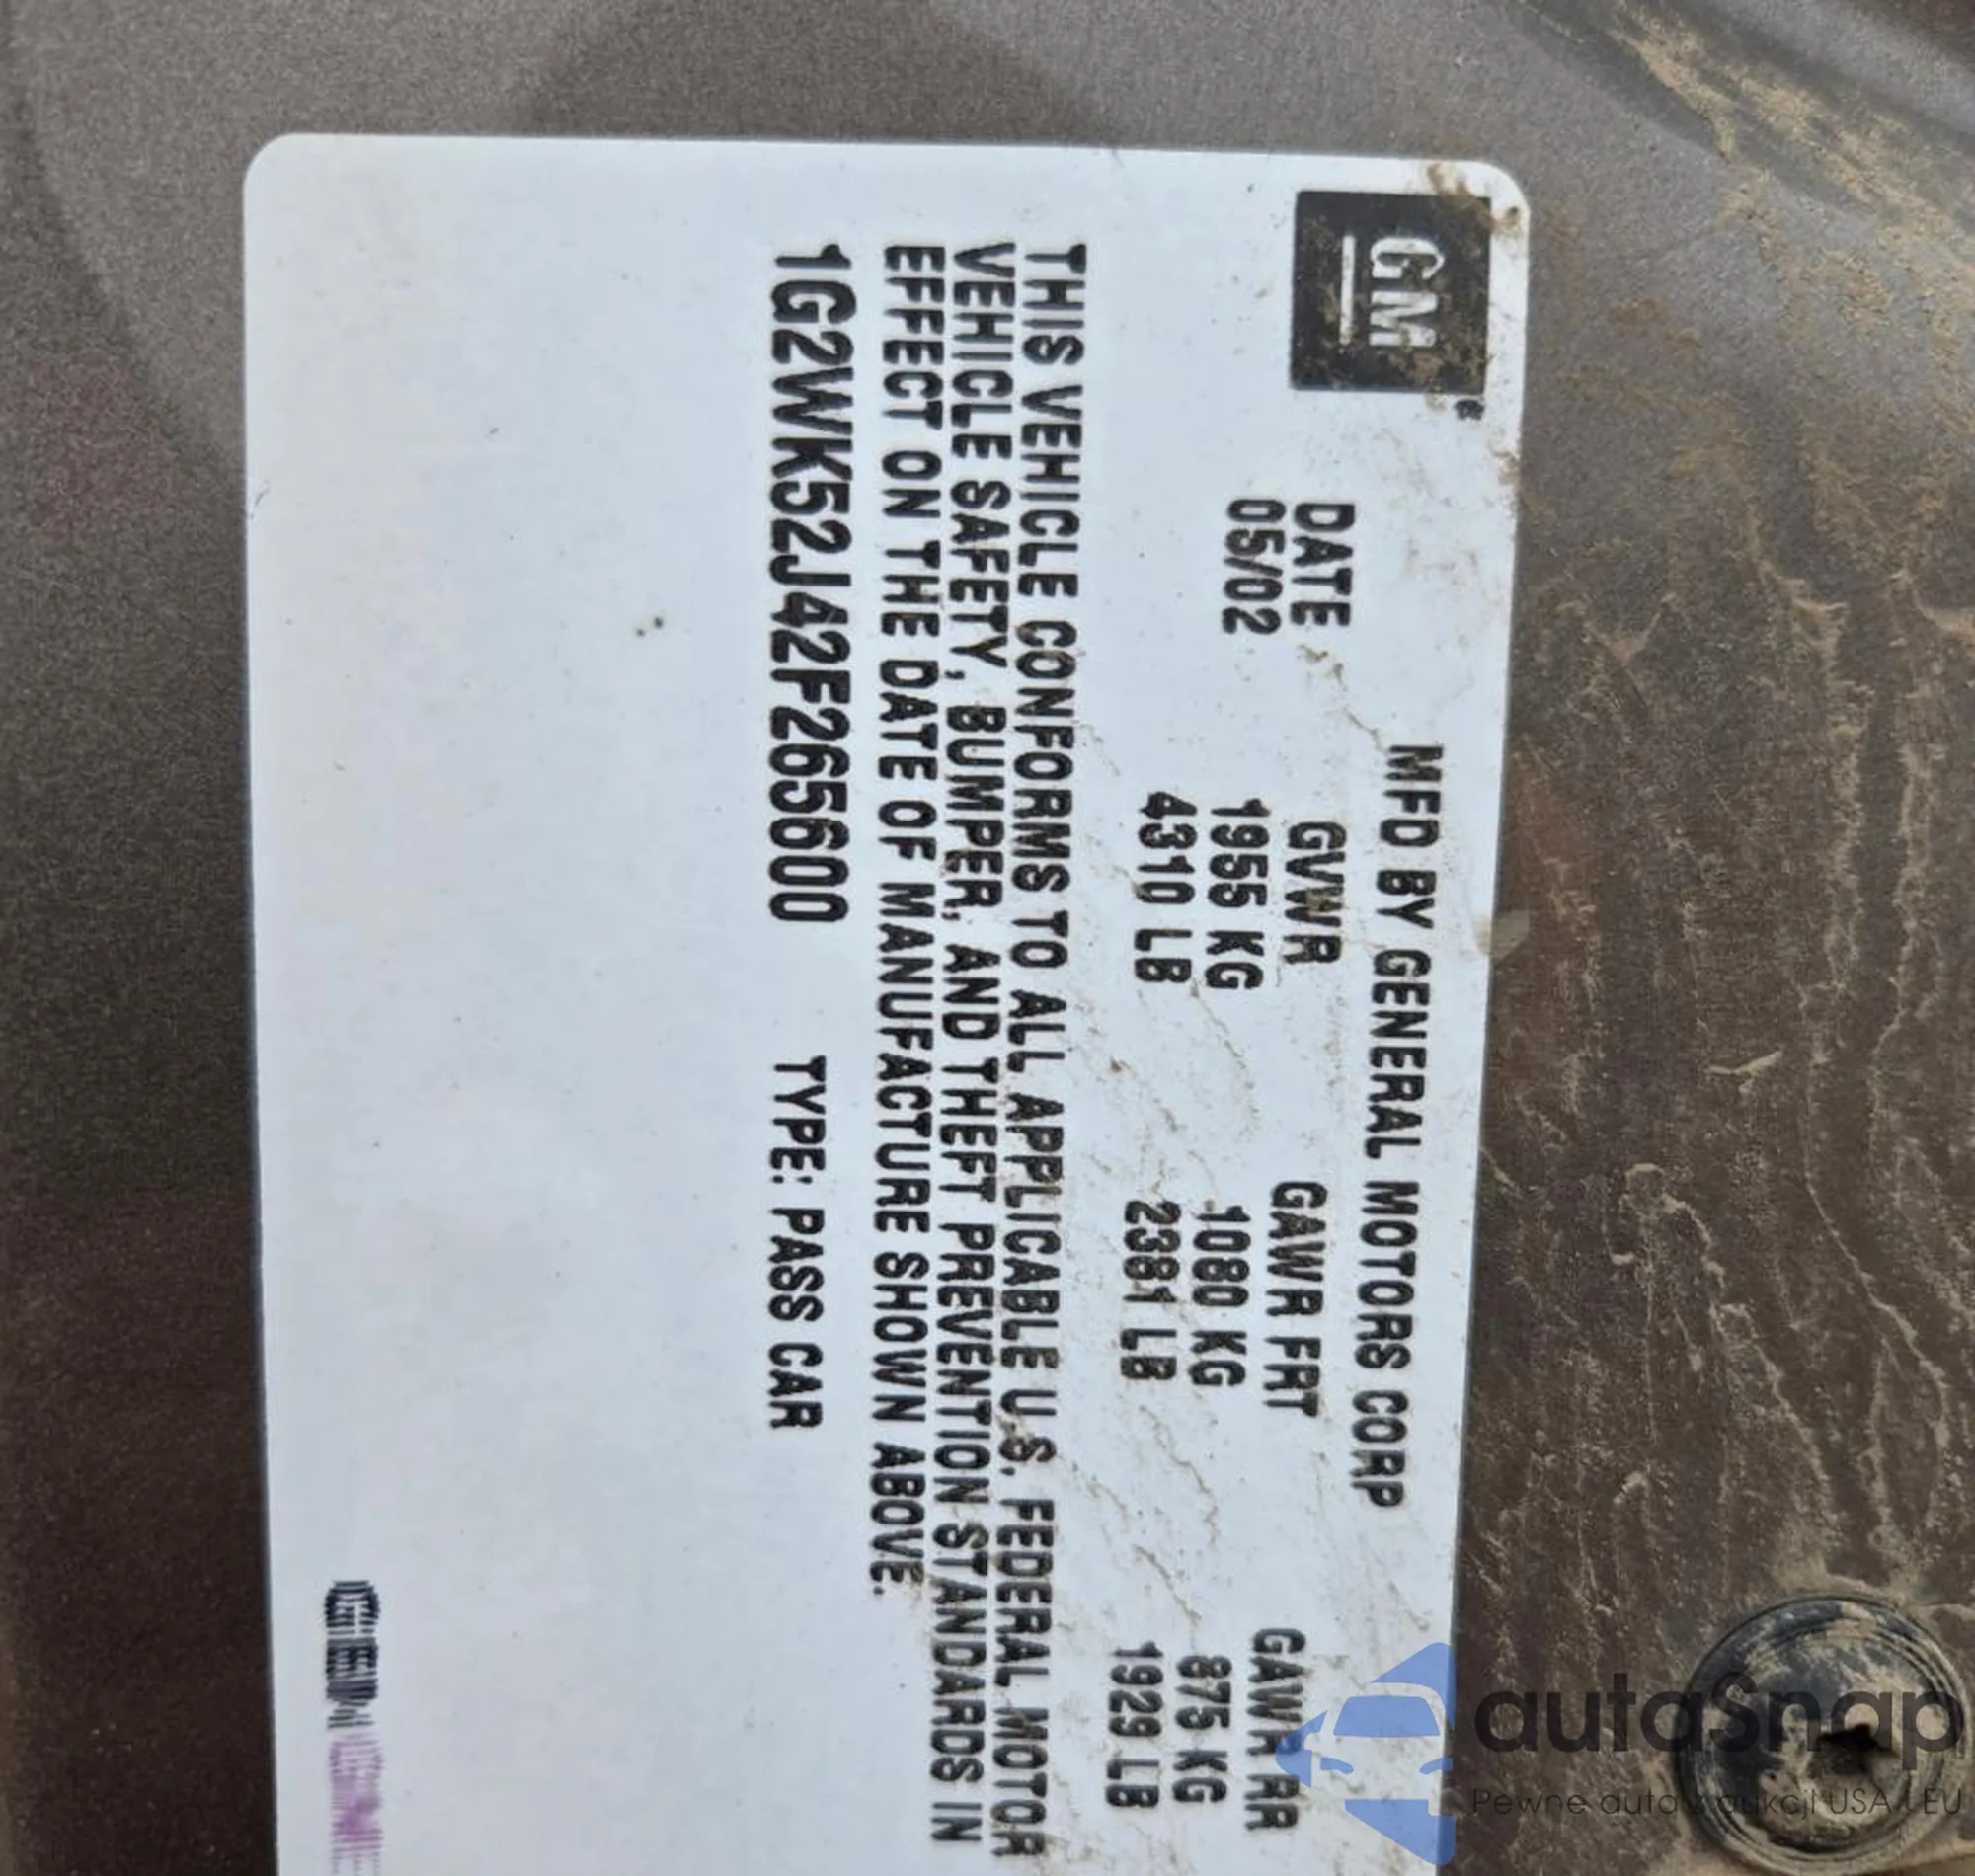 GM
MFD BY GENERAL MOTORS CORP
DATE GVWR GAWR FRT GAWR RR
05/02 1955 KG 1080 KG 875 KG
4310 LB 2381 LB 1929 LB
THIS VEHICLE CONFORMS TO ALL APPLICABLE U.S. FEDERAL MOTOR
VEHICLE SAFETY, BUMPER, AND THEFT PREVENTION STANDARDS IN
EFFECT ON THE DATE OF MANUFACTURE SHOWN ABOVE.
1G2WK52J42F265600 TYPE: PASS CAR
autaSnap
Pewne auta z aukcji USA i EU